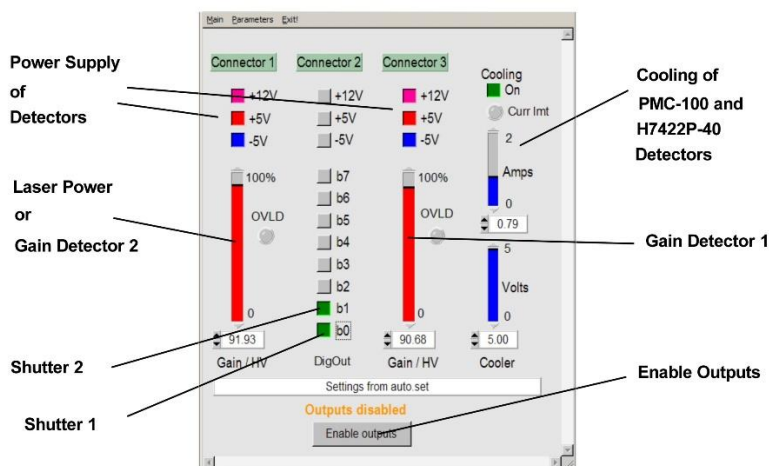 Main Parameters Exit!
Connector 1 Connector 2 Connector 3
Cooling
On
Curr lmt
+12V +12V +12V
+5V +5V +5V
-5V -5V -5V
2
Amps
0
0.79
100%
OVLD
0
91.93
Gain / HV
b7
b6
b5
b4
b3
b2
b1
b0
DigOut
100%
OVLD
0
90.68
Gain / HV
5
Volts
0
5.00
Cooler
Settings from auto set
Outputs disabled
Enable outputs
Power Supply
of
Detectors
Laser Power
or
Gain Detector 2
Shutter 2
Shutter 1
Cooling of
PMC-100 and
H7422P-40
Detectors
Gain Detector 1
Enable Outputs